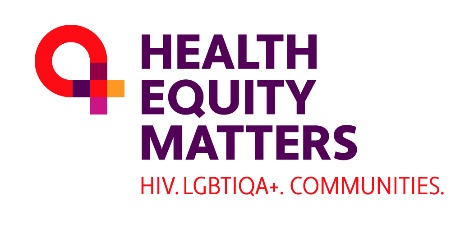 HEALTH
EQUITY
MATTERS
HIV. LGBTIQA+. COMMUNITIES.